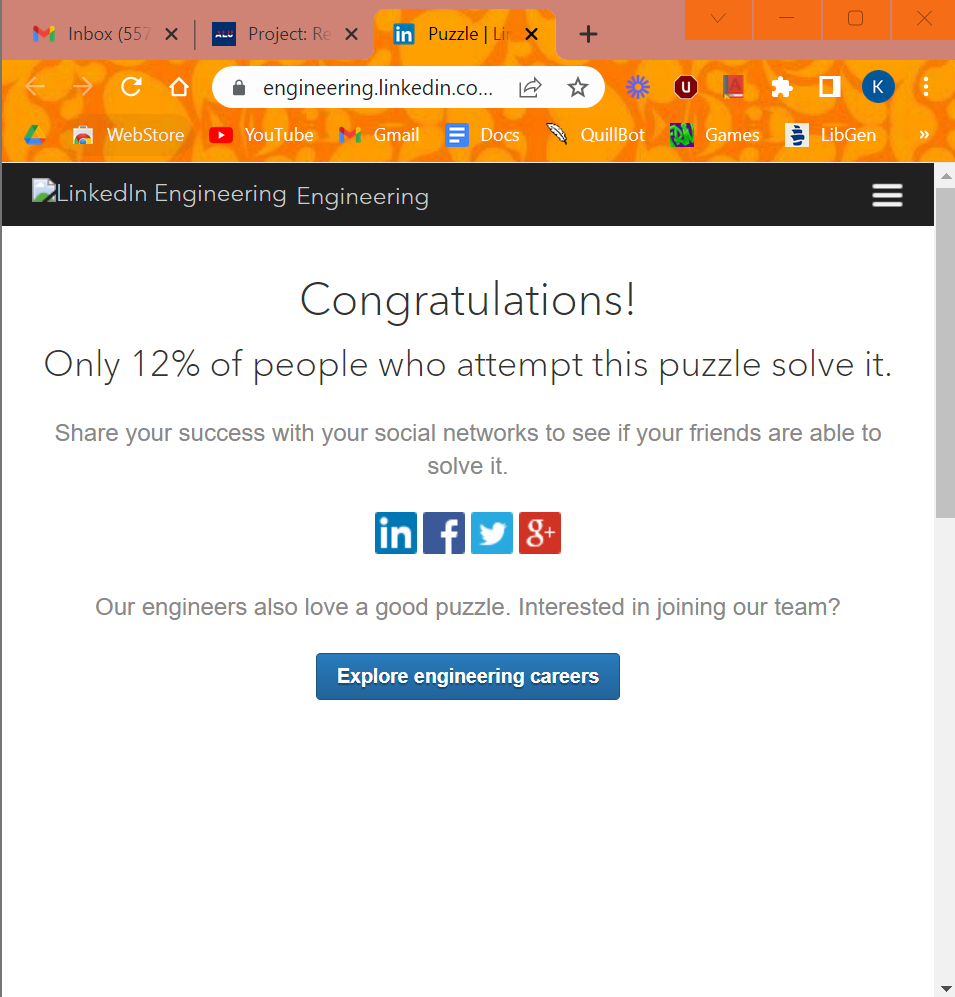 Inbox (557
ALU Project: Re
in Puzzle | Lin
engineering.linkedin.co...
K
WebStore
YouTube
Gmail
Docs
QuillBot
Games
LibGen
»
LinkedIn Engineering Engineering
Congratulations!
Only 12% of people who attempt this puzzle solve it.
Share your success with your social networks to see if your friends are able to
solve it.
in f g+
Our engineers also love a good puzzle. Interested in joining our team?
Explore engineering careers